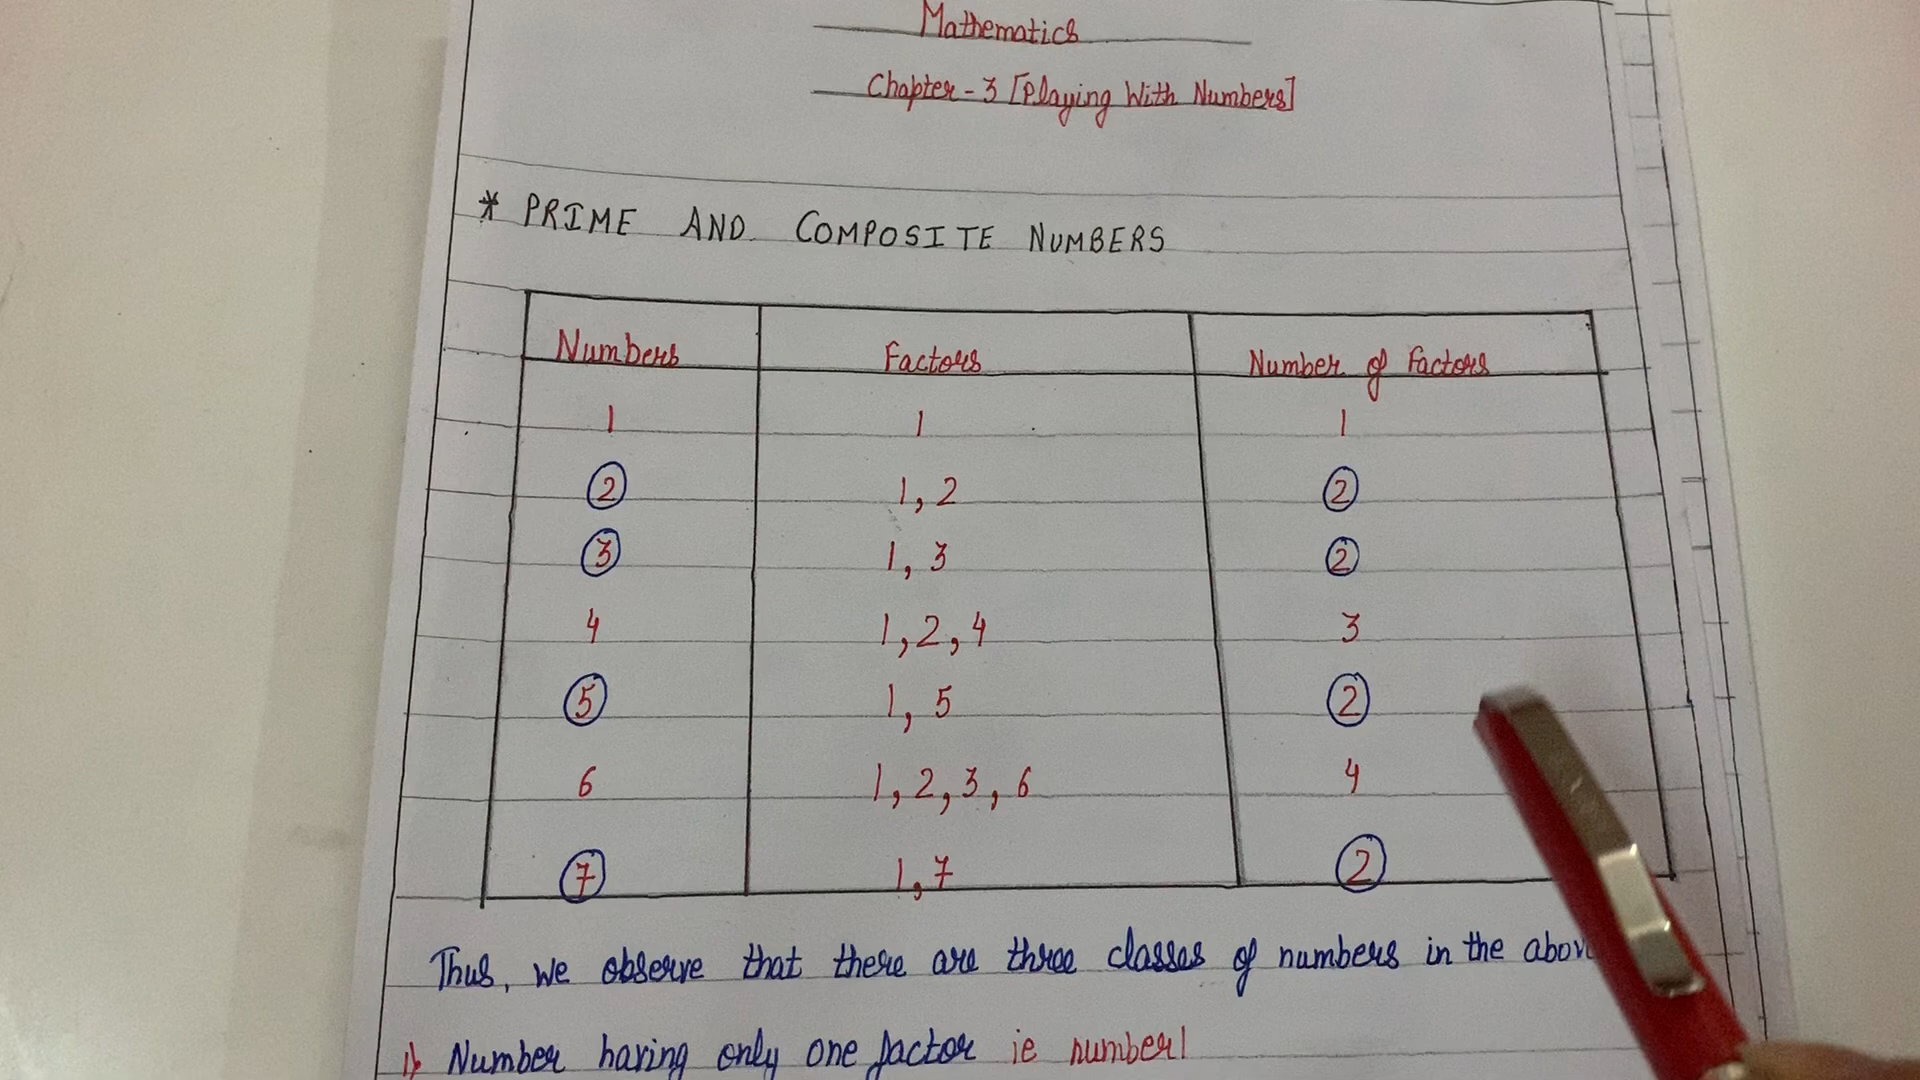 Mathematics
Chapter - 3 [Playing With Numbers]
* PRIME AND COMPOSITE NUMBERS
Numbers Factors Number of Factors
1 1 1
2 1, 2 2
3 1, 3 2
4 1, 2, 4 3
5 1, 5 2
6 1, 2, 3, 6 4
7 1, 7 2
Thus, we observe that there are three classes of numbers in the
1) Number having only one factor ie number 1